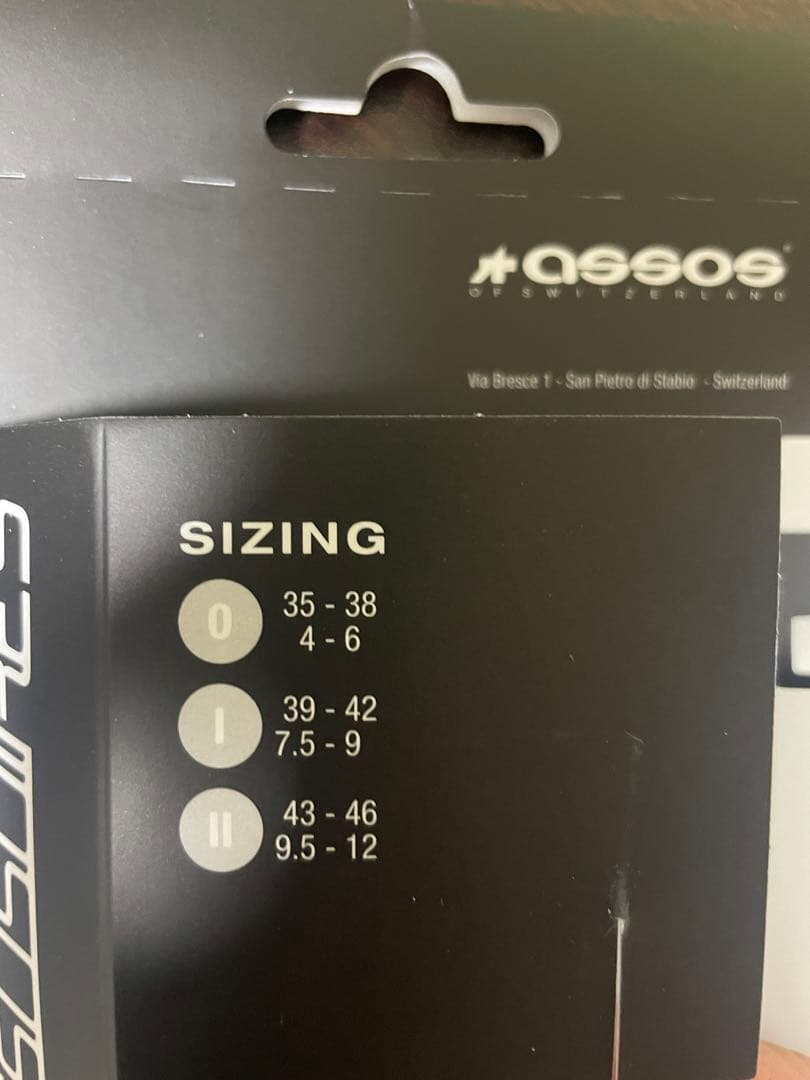 assos
OF SWITZERLAND
Via Bresce 1 - San Pietro di Stabio - Switzerland
SIZING
0 35 - 38
4 - 6
I 39 - 42
7.5 - 9
II 43 - 46
9.5 - 12